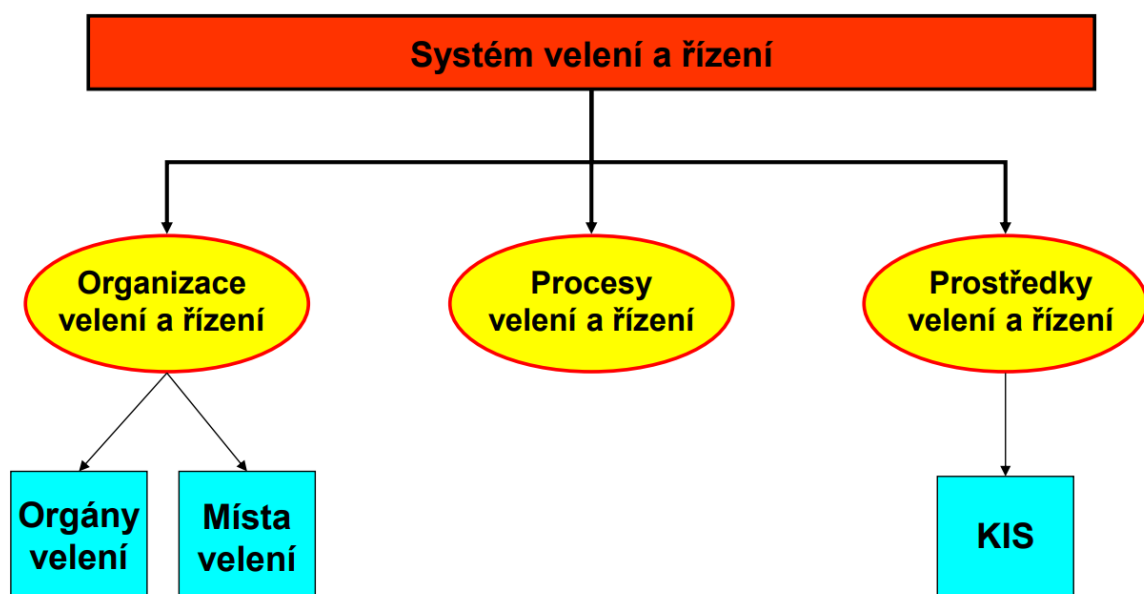 Systém velení a řízení
Organizace
velení a řízení
Procesy
velení a řízení
Prostředky
velení a řízení
Orgány
velení
Místa
velení
KIS